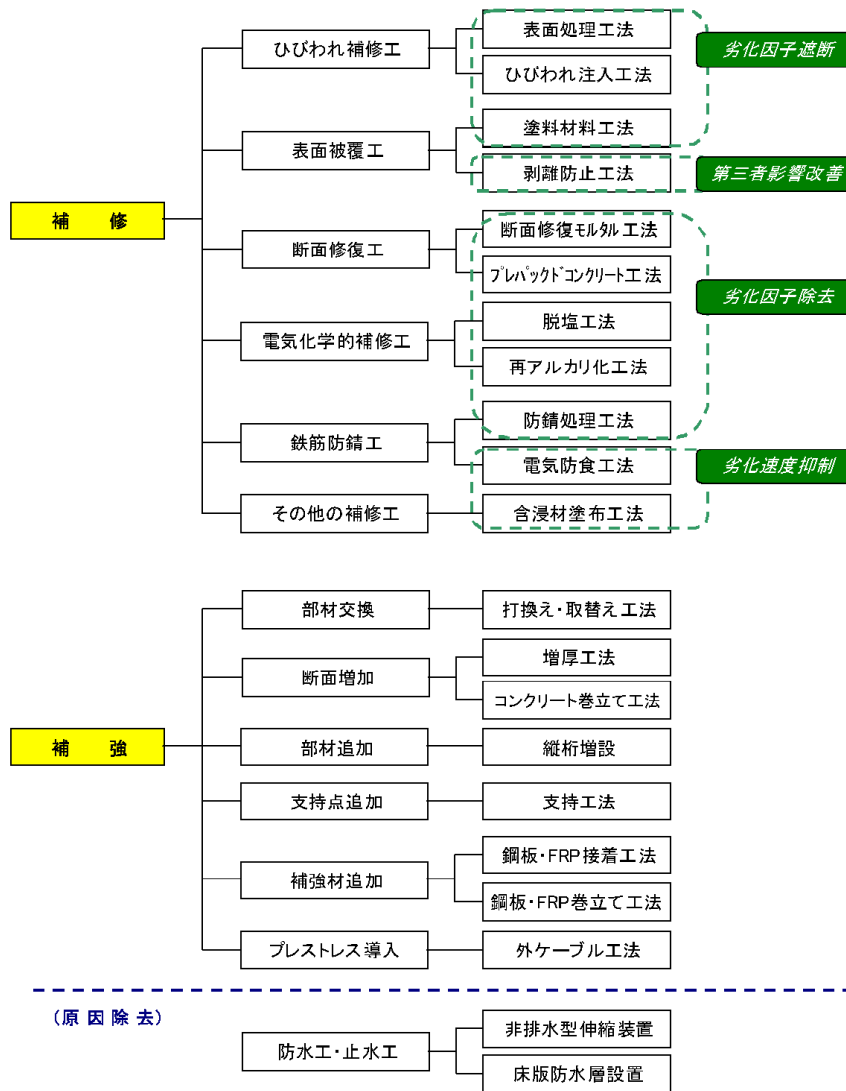 ひびわれ補修工
表面処理工法
劣化因子遮断
ひびわれ注入工法
表面被覆工
塗料材料工法
剥離防止工法
第三者影響改善
補 修
断面修復工
断面修復モルタル工法
プレパックドコンクリート工法
劣化因子除去
電気化学的補修工
脱塩工法
再アルカリ化工法
鉄筋防錆工
防錆処理工法
電気防食工法
劣化速度抑制
その他の補修工
含浸材塗布工法
部材交換
打換え・取替え工法
断面増加
増厚工法
コンクリート巻立て工法
補 強
部材追加
縦桁増設
支持点追加
支持工法
補強材追加
鋼板・FRP接着工法
鋼板・FRP巻立て工法
プレストレス導入
外ケーブル工法
(原因除去)
防水工・止水工
非排水型伸縮装置
床版防水層設置